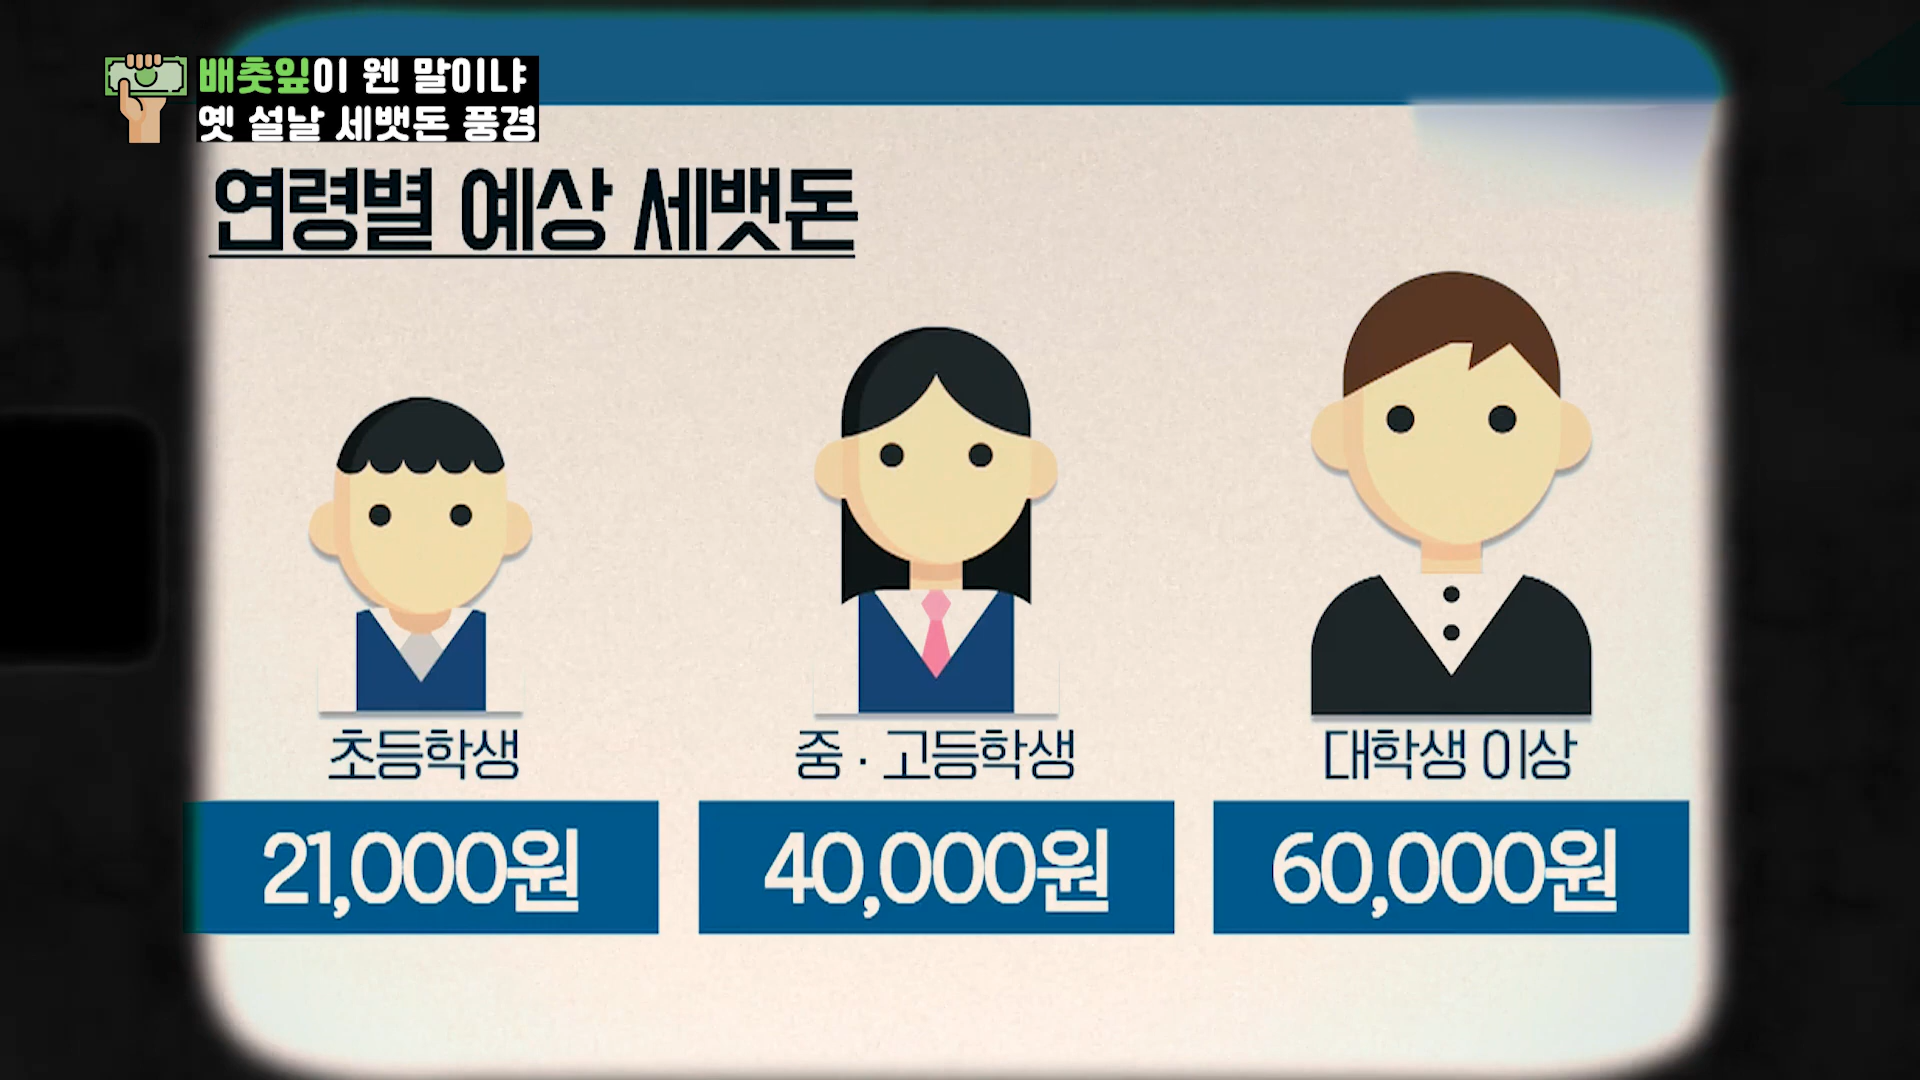 배춧잎이 웬 말이냐
옛 설날 세뱃돈 풍경
연령별 예상 세뱃돈
초등학생
중·고등학생
대학생 이상
21,000원
40,000원
60,000원